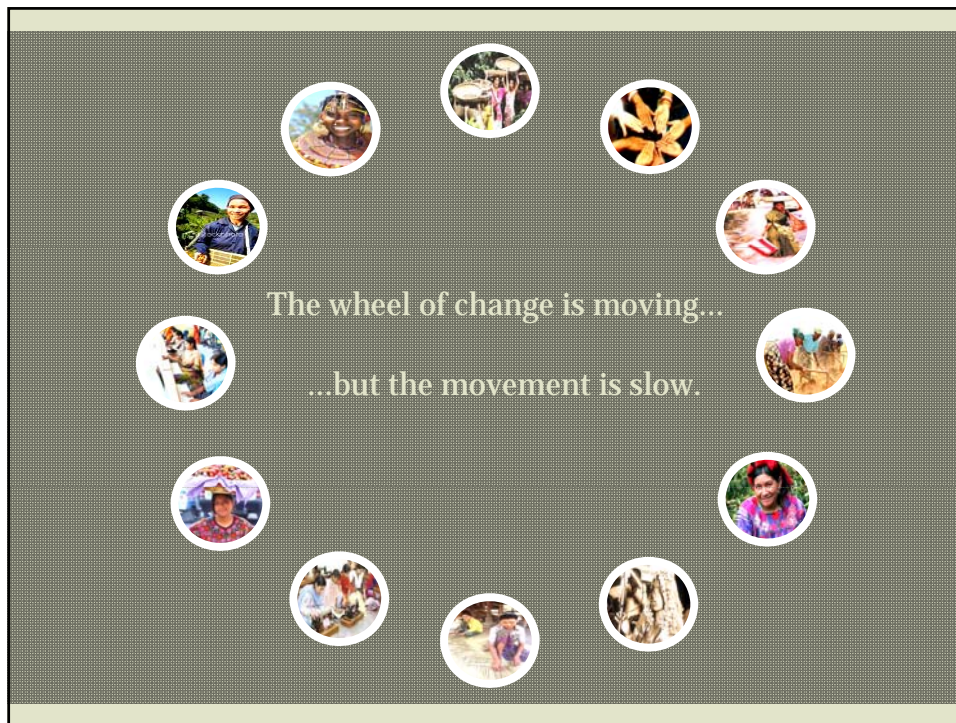 The wheel of change is moving...
...but the movement is slow.